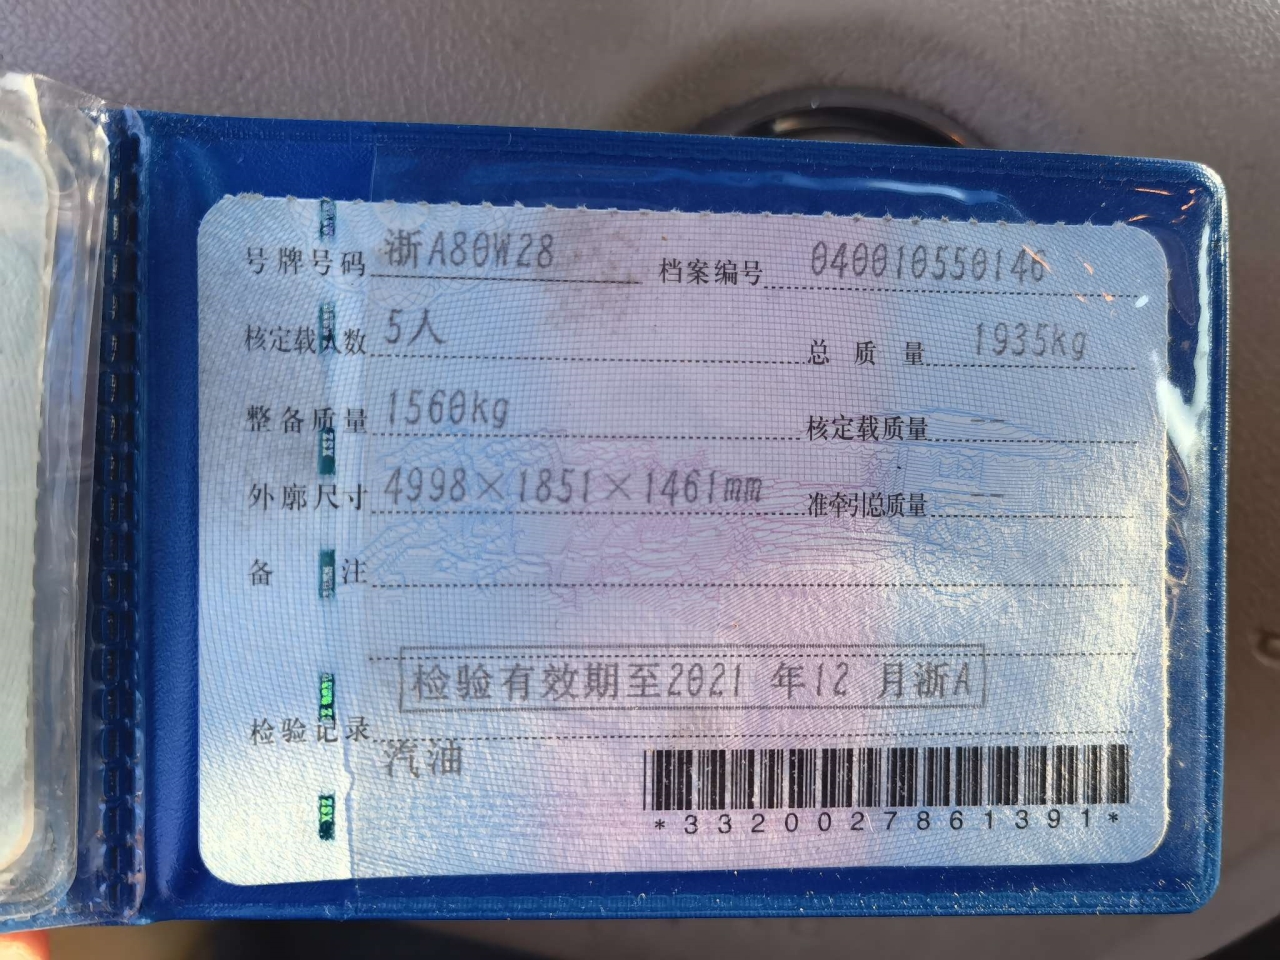 号牌号码 浙A80W28 档案编号 040010550146
核定载人数 5人 总质量 1935kg
整备质量 1560kg 核定载质量 --
外廓尺寸 4998×1851×1461mm 准牵引总质量 --
备注
检验有效期至2021 年12 月浙A
检验记录
汽油
*3320027861391*
ZSX